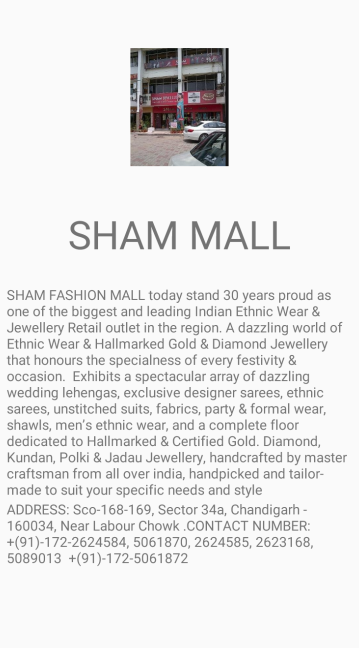 SHAM MALL
SHAM FASHION MALL today stand 30 years proud as
one of the biggest and leading Indian Ethnic Wear &
Jewellery Retail outlet in the region. A dazzling world of
Ethnic Wear & Hallmarked Gold & Diamond Jewellery
that honours the specialness of every festivity &
occasion.  Exhibits a spectacular array of dazzling
wedding lehengas, exclusive designer sarees, ethnic
sarees, unstitched suits, fabrics, party & formal wear,
shawls, men's ethnic wear, and a complete floor
dedicated to Hallmarked & Certified Gold. Diamond,
Kundan, Polki & Jadau Jewellery, handcrafted by master
craftsman from all over india, handpicked and tailor-
made to suit your specific needs and style
ADDRESS: Sco-168-169, Sector 34a, Chandigarh -
160034, Near Labour Chowk .CONTACT NUMBER:
+(91)-172-2624584, 5061870, 2624585, 2623168,
5089013  +(91)-172-5061872